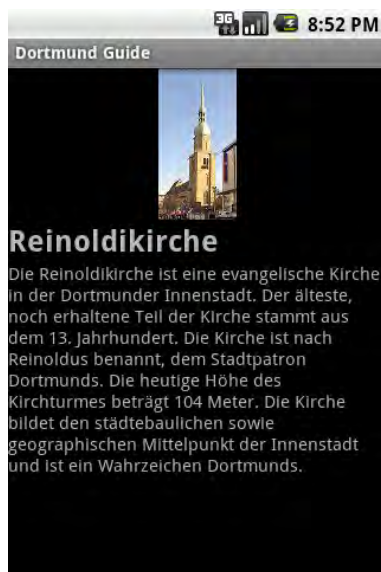 3G 8:52 PM
Dortmund Guide
Reinoldikirche
Die Reinoldikirche ist eine evangelische Kirche
in der Dortmunder Innenstadt. Der älteste,
noch erhaltene Teil der Kirche stammt aus
dem 13. Jahrhundert. Die Kirche ist nach
Reinoldus benannt, dem Stadtpatron
Dortmunds. Die heutige Höhe des
Kirchturmes beträgt 104 Meter. Die Kirche
bildet den städtebaulichen sowie
geographischen Mittelpunkt der Innenstadt
und ist ein Wahrzeichen Dortmunds.